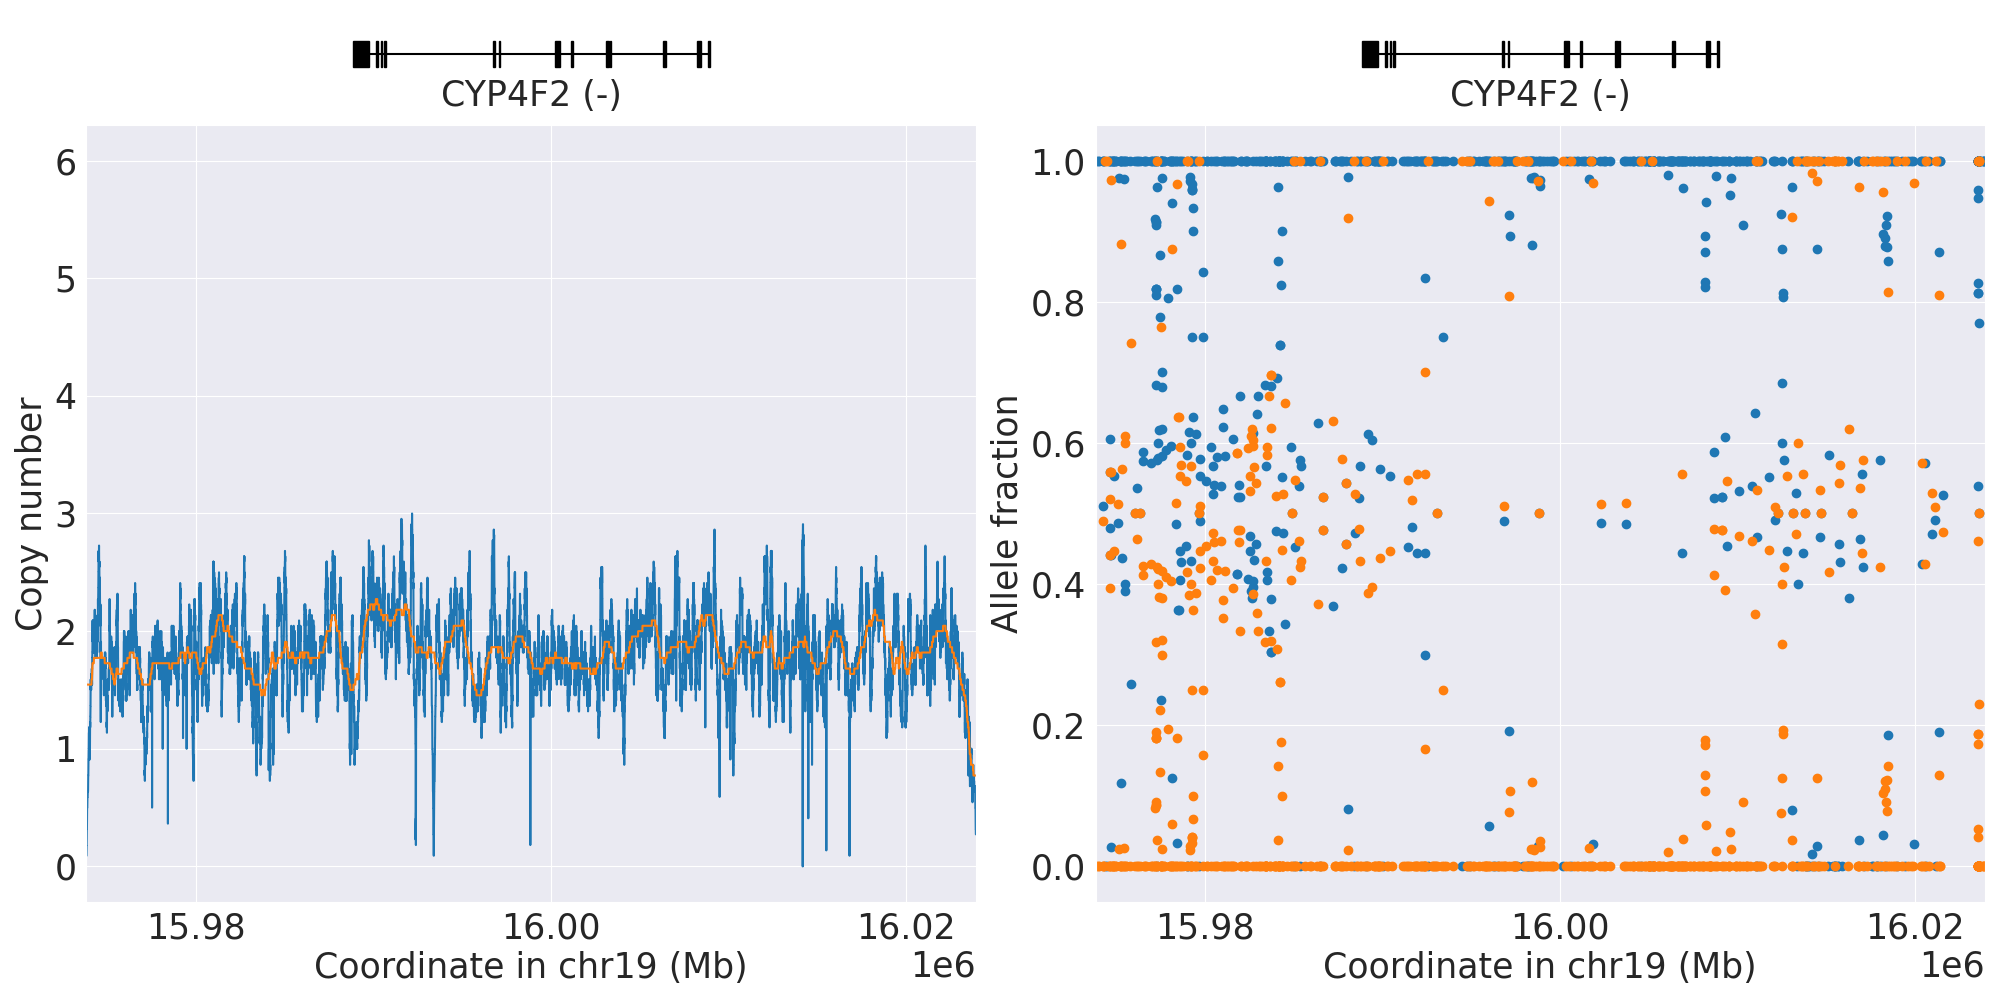 CYP4F2 (-)
6
5
4
3
2
1
0
Copy number
15.98
16.00
16.02
Coordinate in chr19 (Mb)
1e6
CYP4F2 (-)
1.0
0.8
0.6
0.4
0.2
0.0
Allele fraction
15.98
16.00
16.02
Coordinate in chr19 (Mb)
1e6